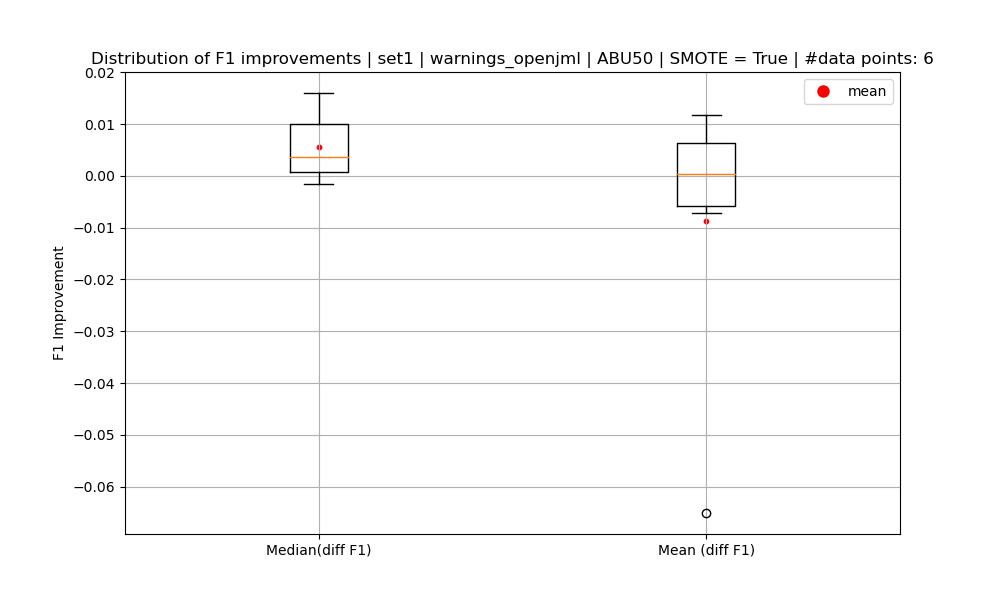 Distribution of F1 improvements | set1 | warnings_openjml | ABU50 | SMOTE = True | #data points: 6
mean
F1 Improvement
0.02
0.01
0.00
−0.01
−0.02
−0.03
−0.04
−0.05
−0.06
Median(diff F1)
Mean (diff F1)